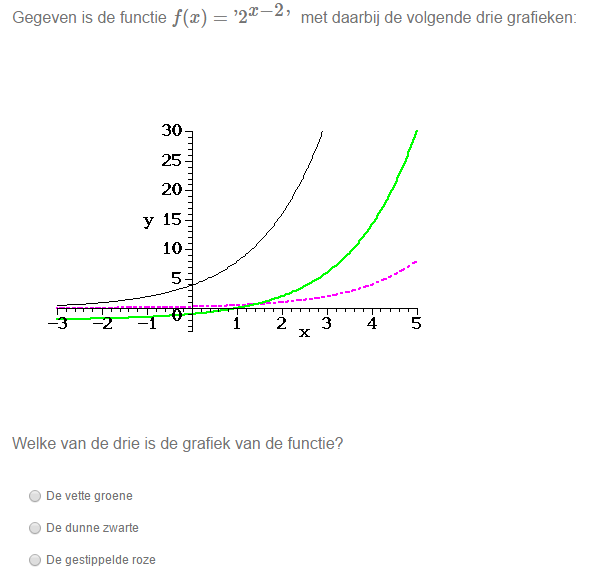 Gegeven is de functie f(x) = ’2^{x−2}’ met daarbij de volgende drie grafieken:
30
25
20
y 15
10
5
0
−3 −2 −1 1 2 3 4 5
x
Welke van de drie is de grafiek van de functie?
De vette groene
De dunne zwarte
De gestippelde roze